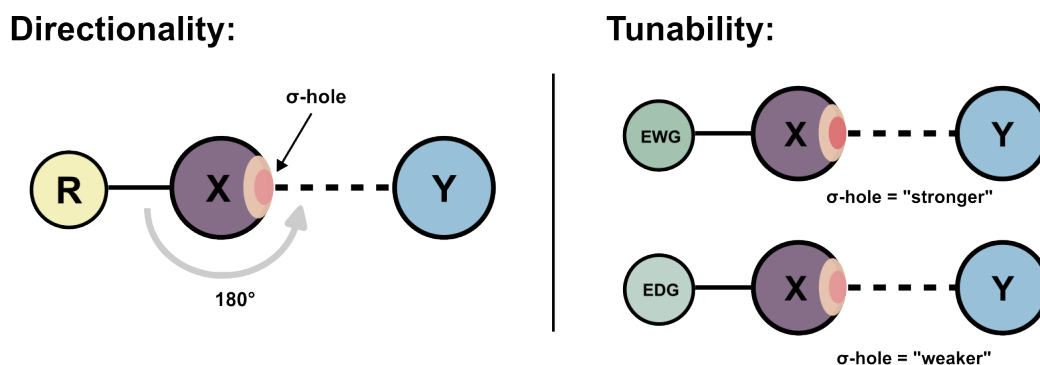 Directionality:
σ-hole
R
X
Y
180°
Tunability:
EWG
X
Y
σ-hole = "stronger"
EDG
X
Y
σ-hole = "weaker"